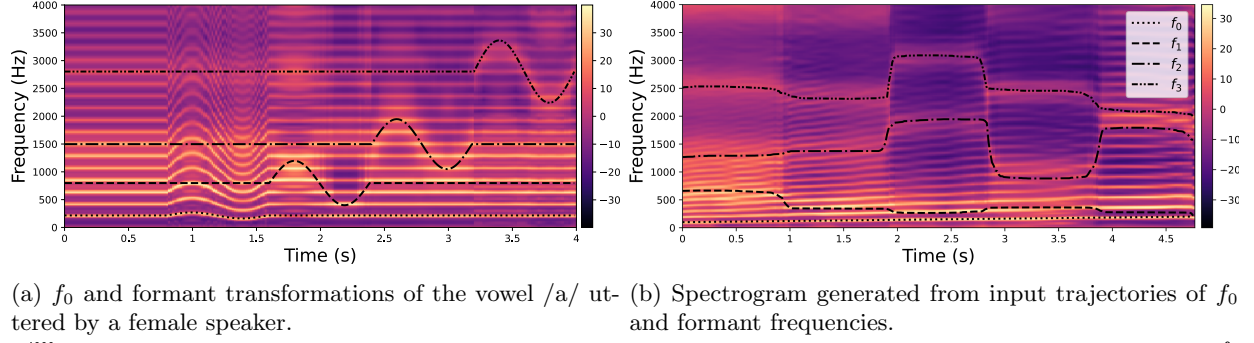 4000
3500
3000
2500
2000
1500
1000
500
0
Frequency (Hz)
0 0.5 1 1.5 2 2.5 3 3.5 4
Time (s)
30
20
10
0
−10
−20
−30
4000
3500
3000
2500
2000
1500
1000
500
0
Frequency (Hz)
0 0.5 1 1.5 2 2.5 3 3.5 4 4.5
Time (s)
f0
f1
f2
f3
30
20
10
0
−10
−20
−30
(a) f0 and formant transformations of the vowel /a/ ut-
tered by a female speaker.
(b) Spectrogram generated from input trajectories of f0
and formant frequencies.